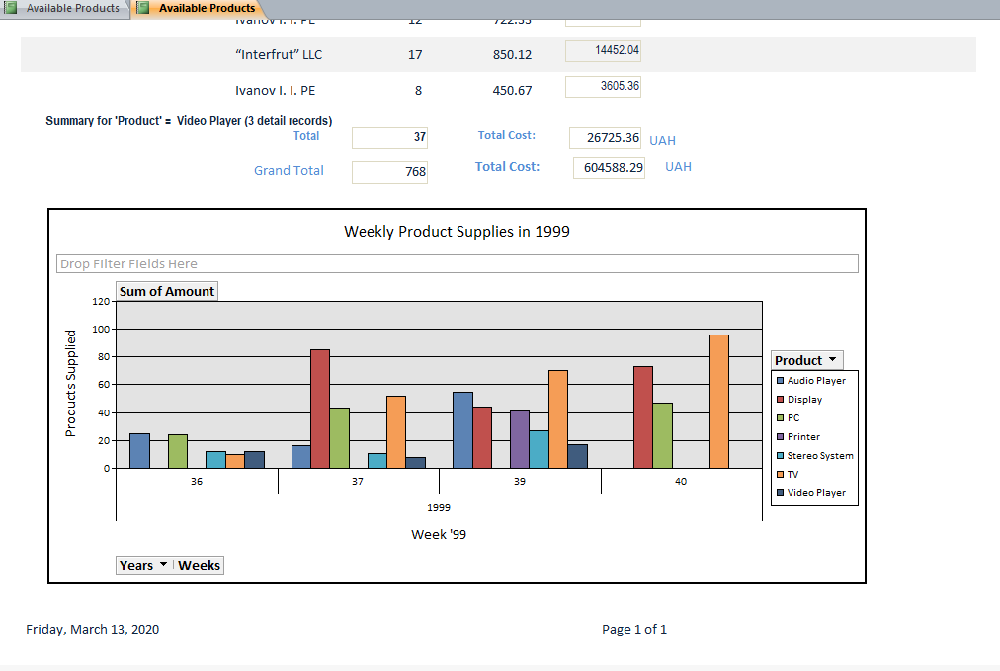 Available Products Available Products
Ivanov I. I. PE 12 722.53
“Interfrut” LLC 17 850.12 14452.04
Ivanov I. I. PE 8 450.67 3605.36
Summary for 'Product' = Video Player (3 detail records)
Total 37 Total Cost: 26725.36 UAH
Grand Total 768 Total Cost: 604588.29 UAH
Weekly Product Supplies in 1999
Drop Filter Fields Here
Sum of Amount
120
100
80
60
40
20
0
Products Supplied
36 37 39 40
1999
Week '99
Product
Audio Player
Display
PC
Printer
Stereo System
TV
Video Player
Years Weeks
Friday, March 13, 2020 Page 1 of 1